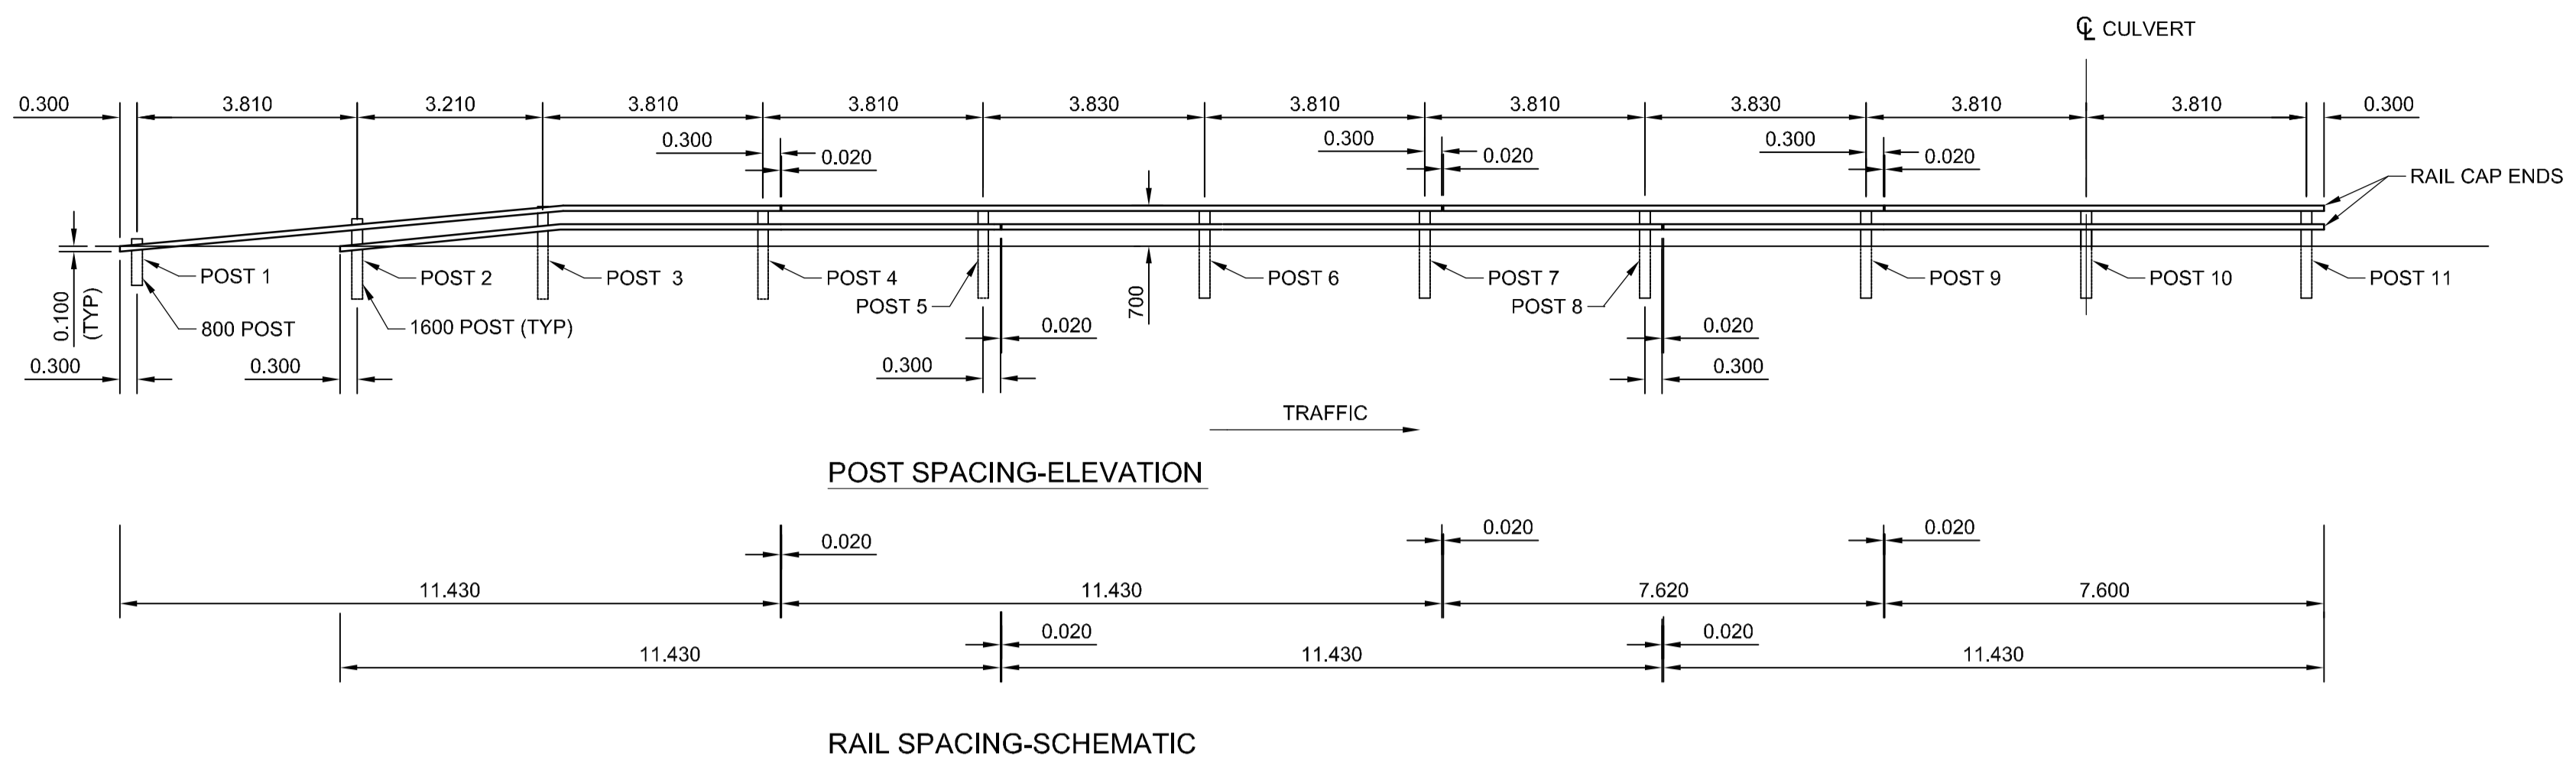 ℄ CULVERT
0.300 3.810 3.210 3.810 3.810 3.830 3.810 3.810 3.830 3.810 3.810 0.300
0.300 0.300 0.300
0.020 0.020 0.020
RAIL CAP ENDS
POST 1 POST 2 POST 3 POST 4 POST 6 POST 7 POST 9 POST 10 POST 11
POST 5 POST 8
700
0.100
(TYP)
800 POST 1600 POST (TYP)
0.020 0.020
0.300 0.300 0.300 0.300
TRAFFIC
POST SPACING-ELEVATION
0.020 0.020 0.020
11.430 11.430 7.620 7.600
0.020 0.020
11.430 11.430 11.430
RAIL SPACING-SCHEMATIC